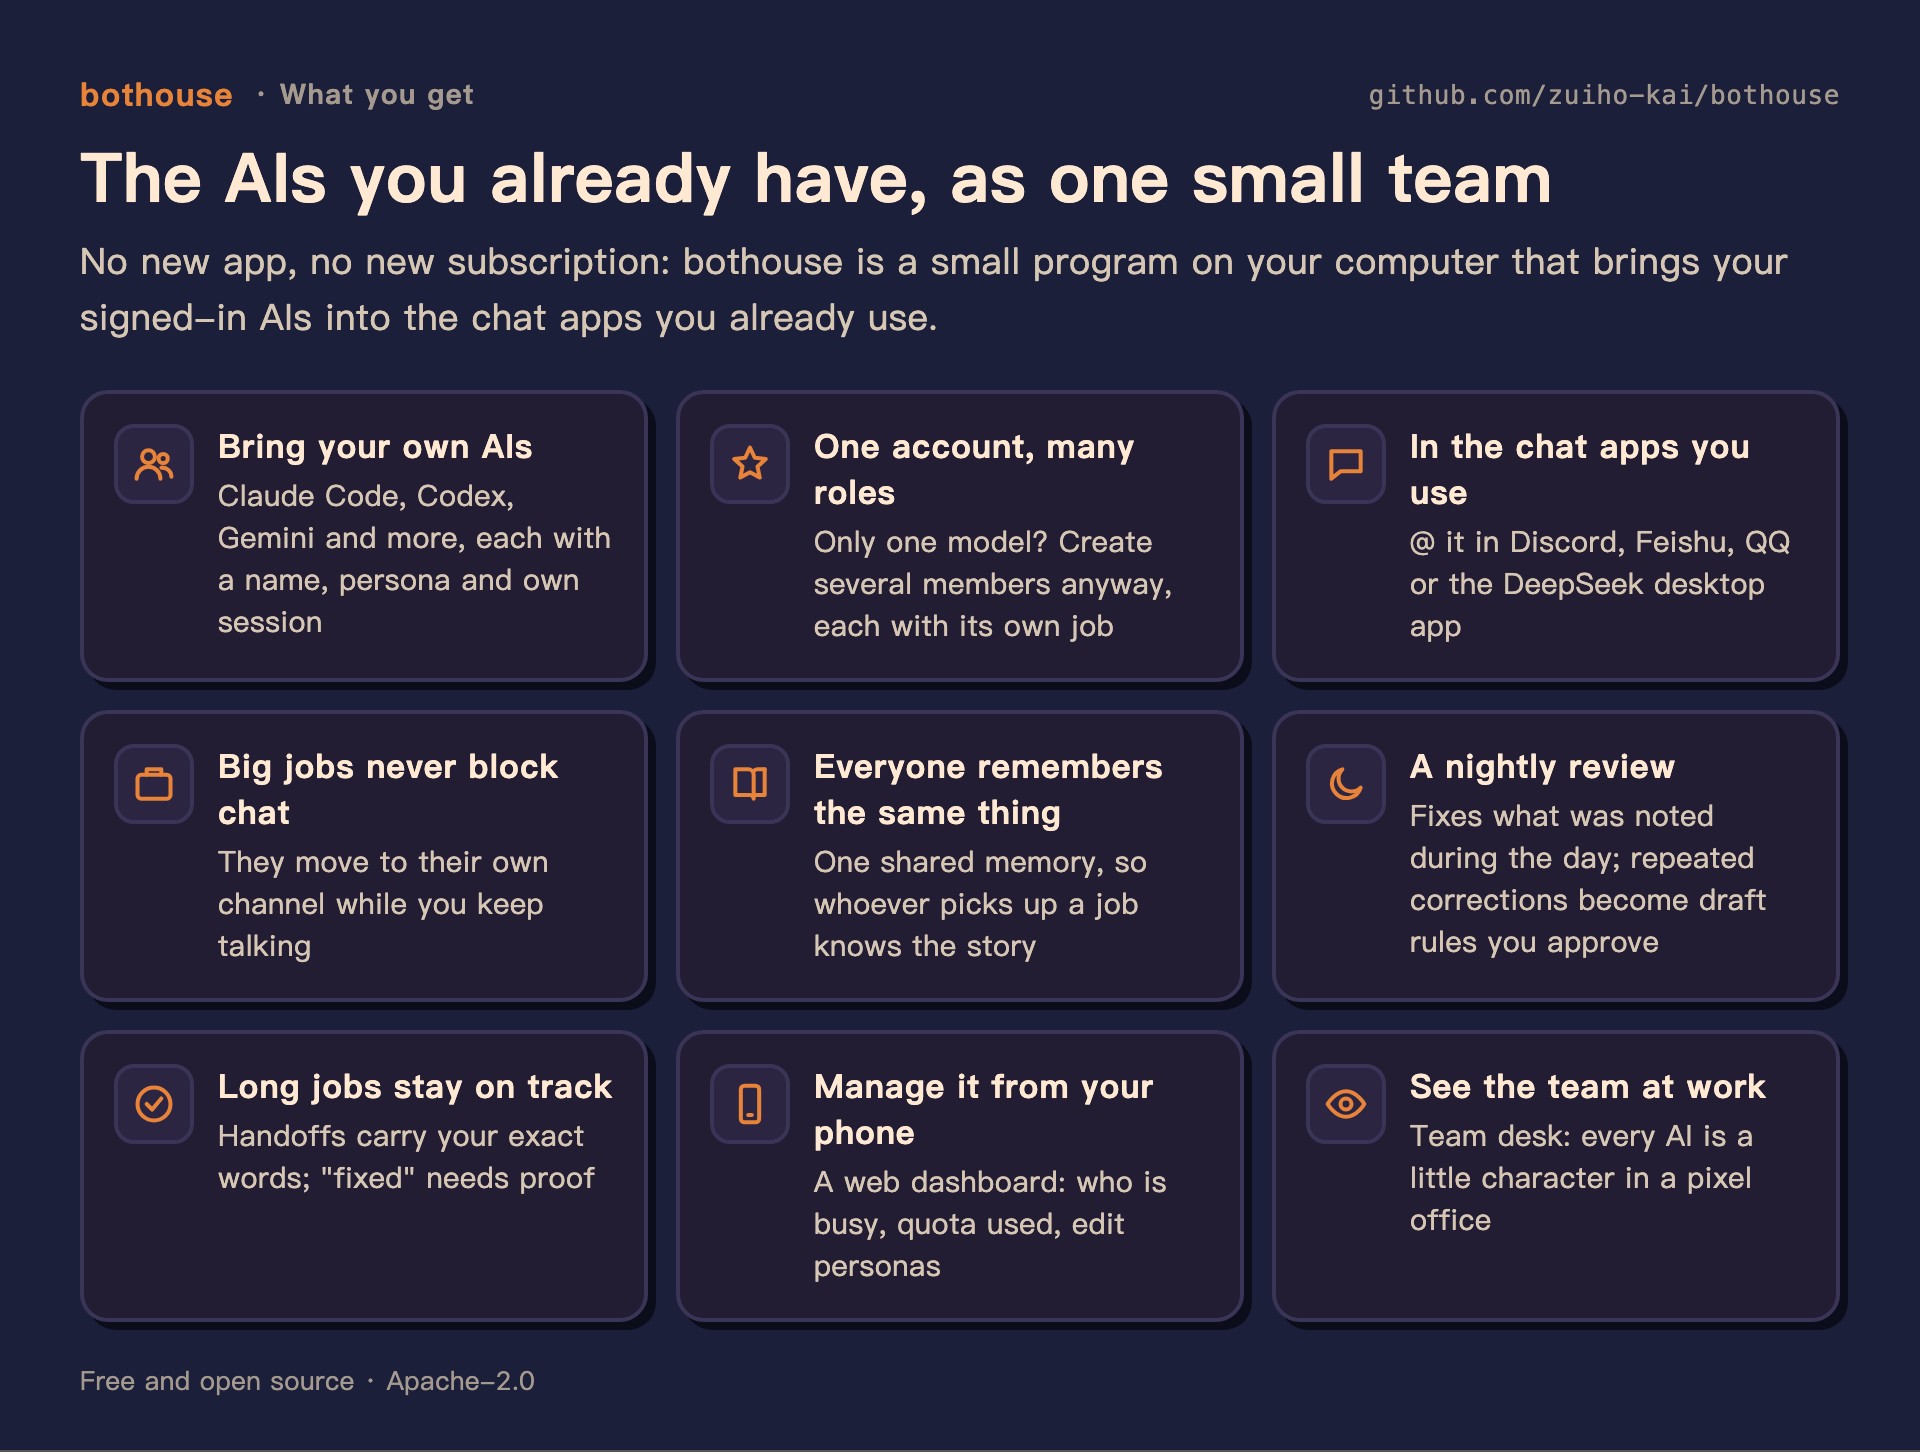 bothouse · What you get
github.com/zuiho-kai/bothouse
The AIs you already have, as one small team
No new app, no new subscription: bothouse is a small program on your computer that brings your
signed-in AIs into the chat apps you already use.
Bring your own AIs
Claude Code, Codex,
Gemini and more, each with
a name, persona and own
session
One account, many
roles
Only one model? Create
several members anyway,
each with its own job
In the chat apps you
use
@ it in Discord, Feishu, QQ
or the DeepSeek desktop
app
Big jobs never block
chat
They move to their own
channel while you keep
talking
Everyone remembers
the same thing
One shared memory, so
whoever picks up a job
knows the story
A nightly review
Fixes what was noted
during the day; repeated
corrections become draft
rules you approve
Long jobs stay on track
Handoffs carry your exact
words; "fixed" needs proof
Manage it from your
phone
A web dashboard: who is
busy, quota used, edit
personas
See the team at work
Team desk: every AI is a
little character in a pixel
office
Free and open source · Apache-2.0